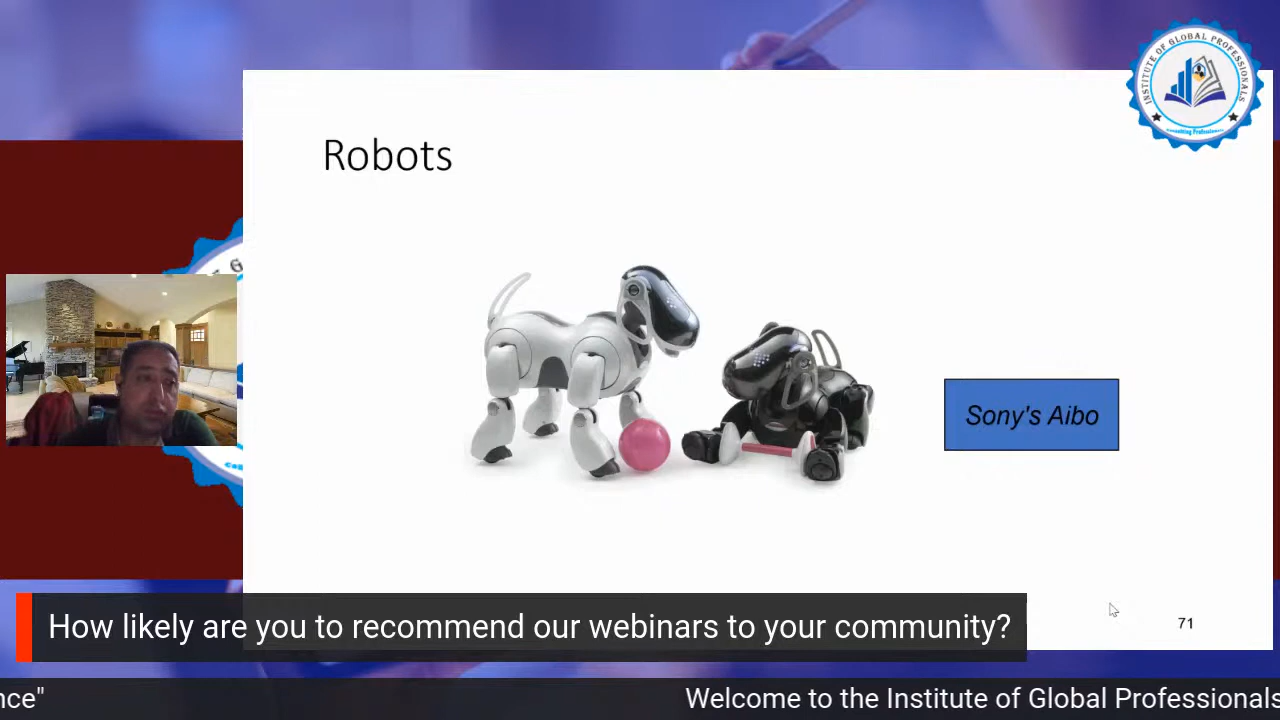 INSTITUTE OF GLOBAL PROFESSIONALS
Robots
Sony's Aibo
How likely are you to recommend our webinars to your community?
71
nce"
Welcome to the Institute of Global Professionals